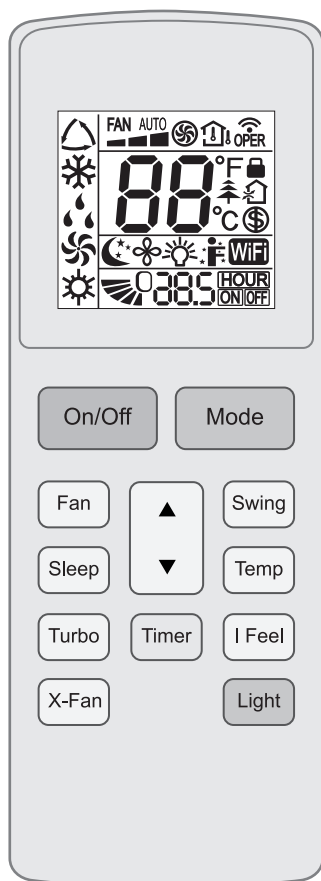 FAN AUTO
OPER
88 °F
°C $
WiFi
38.5 HOUR
ON OFF
On/Off Mode
Fan Swing
Sleep Temp
Turbo Timer I Feel
X-Fan Light